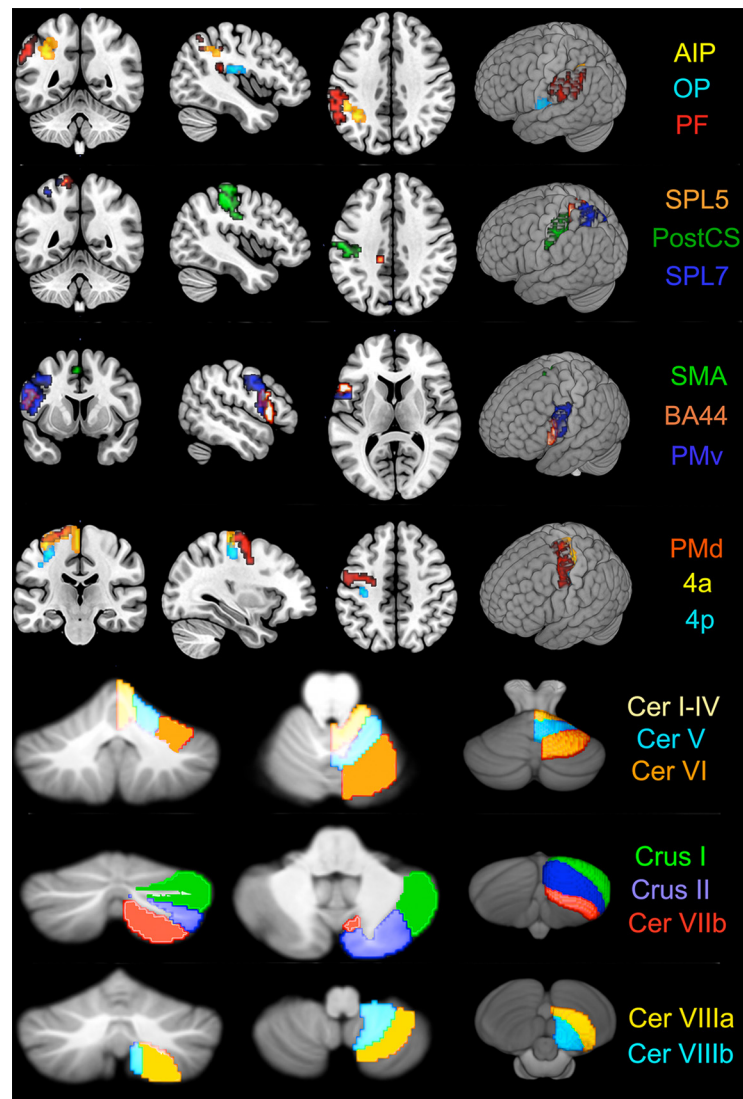 AIP
OP
PF
SPL5
PostCS
SPL7
SMA
BA44
PMv
PMd
4a
4p
Cer I-IV
Cer V
Cer VI
Crus I
Crus II
Cer VIIb
Cer VIIIa
Cer VIIIb